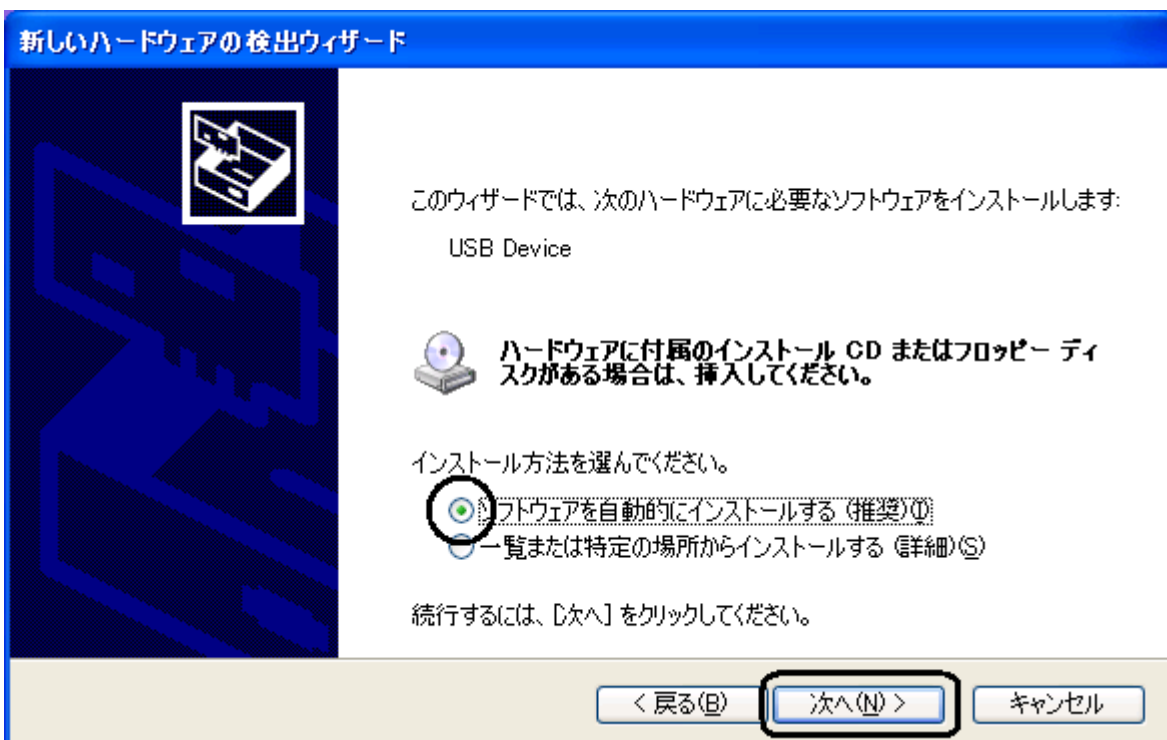 新しいハードウェアの検出ウィザード
このウィザードでは、次のハードウェアに必要なソフトウェアをインストールします:
USB Device
ハードウェアに付属のインストール CD またはフロッピー ディ
スクがある場合は、挿入してください。
インストール方法を選んでください。
ソフトウェアを自動的にインストールする (推奨)(I)
一覧または特定の場所からインストールする (詳細)(S)
続行するには、[次へ] をクリックしてください。
< 戻る(B) 次へ(N) > キャンセル